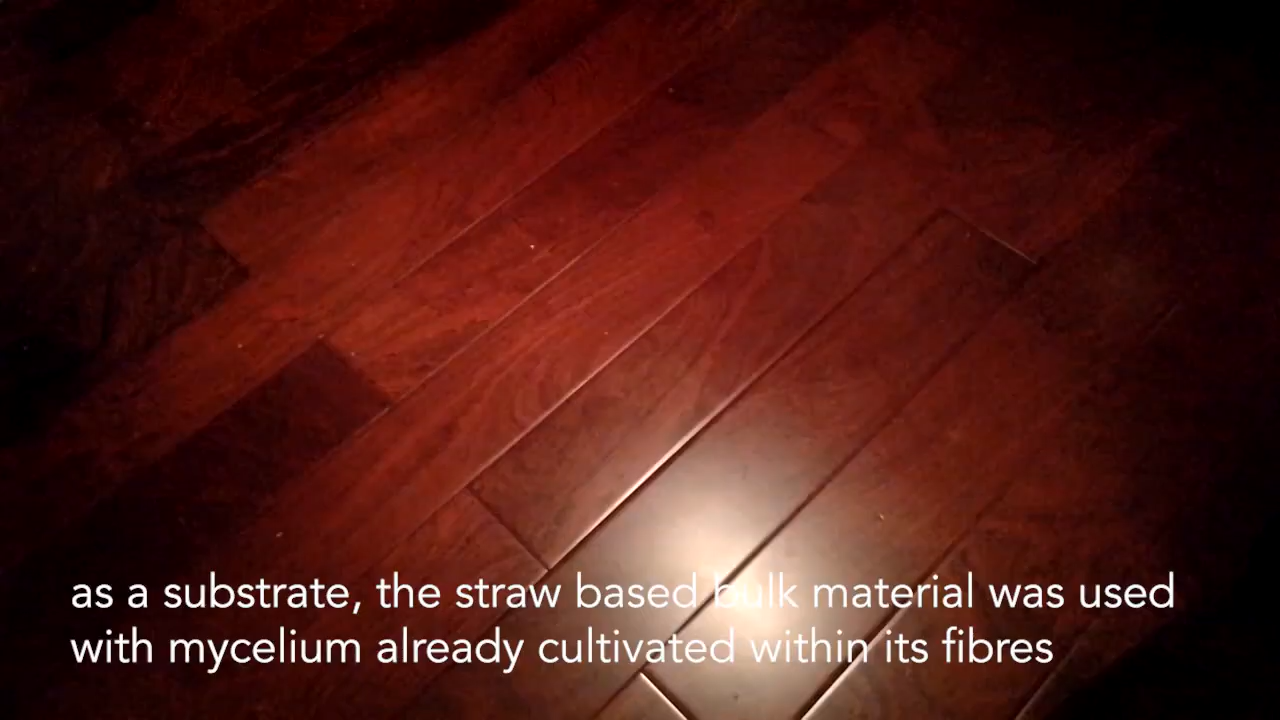 as a substrate, the straw based bulk material was used
with mycelium already cultivated within its fibres